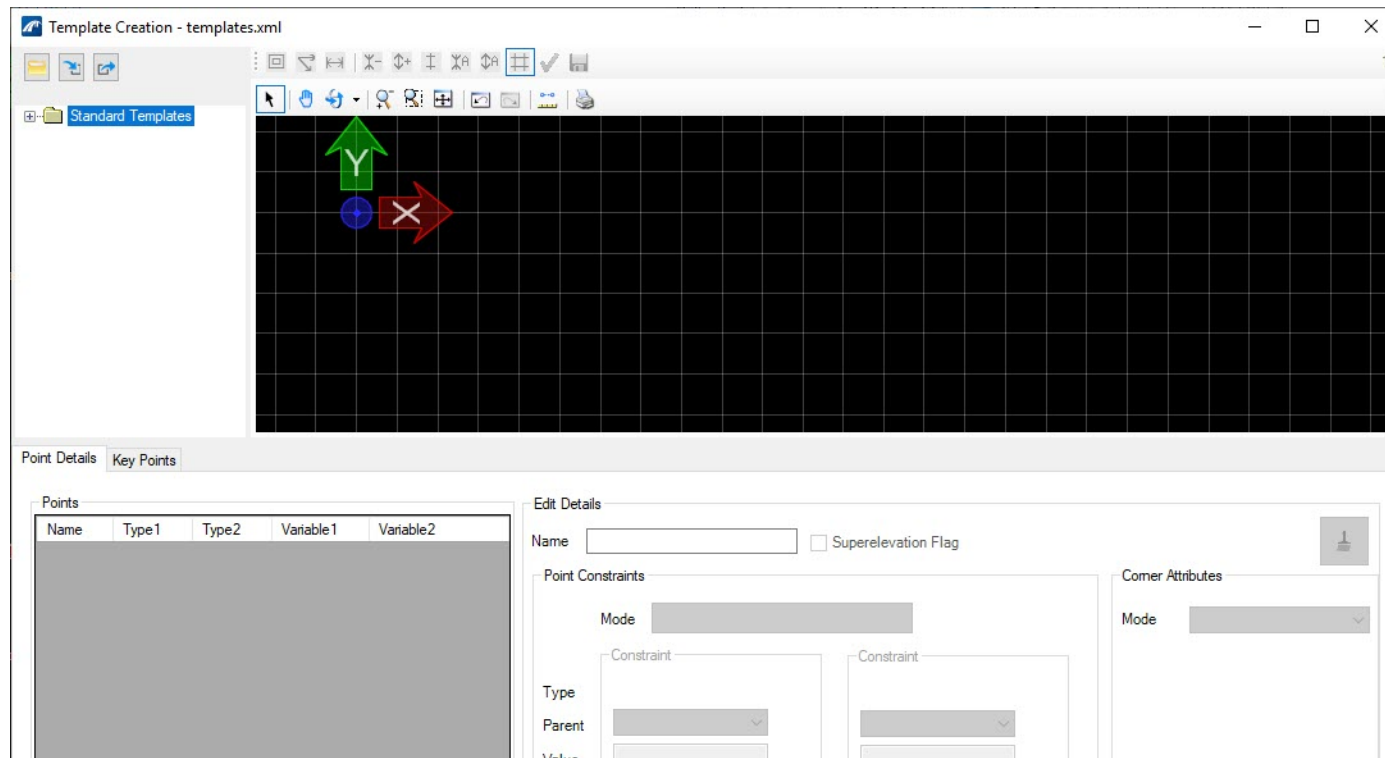 Template Creation - templates.xml
Standard Templates
Y
X
Point Details Key Points
Points
Name Type1 Type2 Variable1 Variable2
Edit Details
Name Superelevation Flag
Point Constraints
Mode
Constraint Constraint
Type
Parent
Value
Corner Attributes
Mode